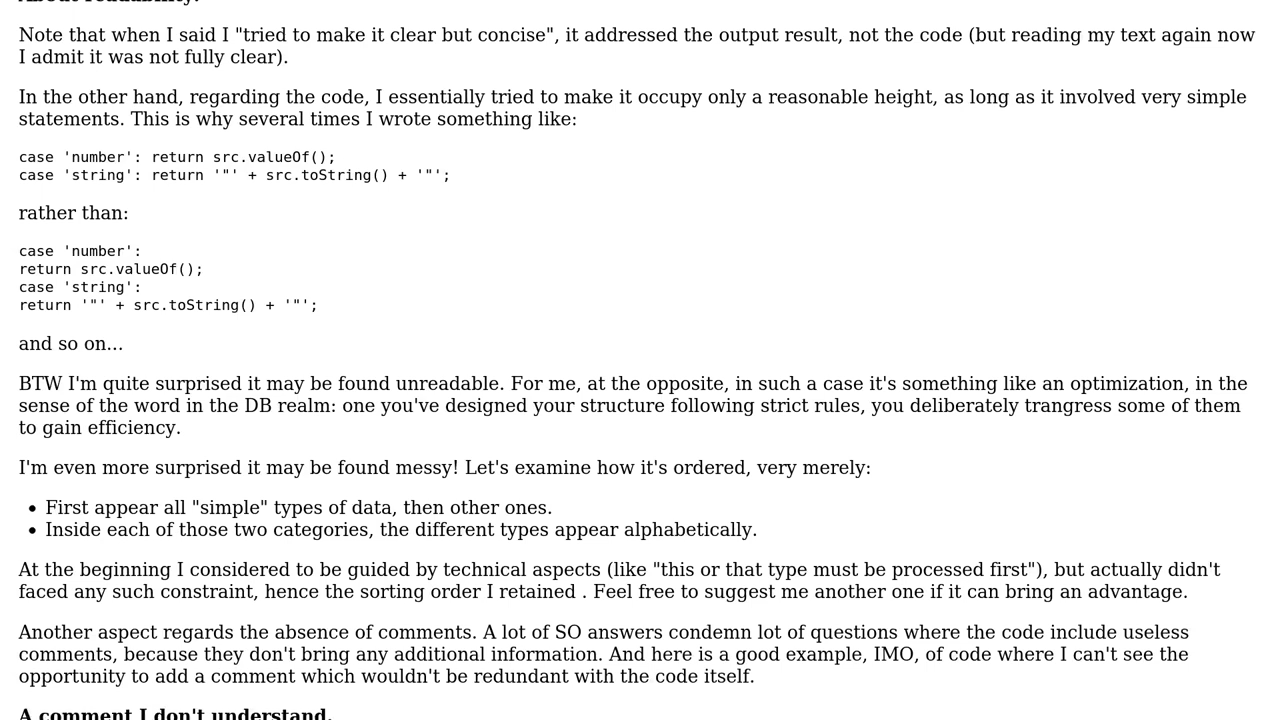 About readability.
Note that when I said I "tried to make it clear but concise", it addressed the output result, not the code (but reading my text again now
I admit it was not fully clear).
In the other hand, regarding the code, I essentially tried to make it occupy only a reasonable height, as long as it involved very simple
statements. This is why several times I wrote something like:
case 'number': return src.valueOf();
case 'string': return '"' + src.toString() + '"';
rather than:
case 'number':
return src.valueOf();
case 'string':
return '"' + src.toString() + '"';
and so on...
BTW I'm quite surprised it may be found unreadable. For me, at the opposite, in such a case it's something like an optimization, in the
sense of the word in the DB realm: one you've designed your structure following strict rules, you deliberately trangress some of them
to gain efficiency.
I'm even more surprised it may be found messy! Let's examine how it's ordered, very merely:
• First appear all "simple" types of data, then other ones.
• Inside each of those two categories, the different types appear alphabetically.
At the beginning I considered to be guided by technical aspects (like "this or that type must be processed first"), but actually didn't
faced any such constraint, hence the sorting order I retained . Feel free to suggest me another one if it can bring an advantage.
Another aspect regards the absence of comments. A lot of SO answers condemn lot of questions where the code include useless
comments, because they don't bring any additional information. And here is a good example, IMO, of code where I can't see the
opportunity to add a comment which wouldn't be redundant with the code itself.
A comment I don't understand.